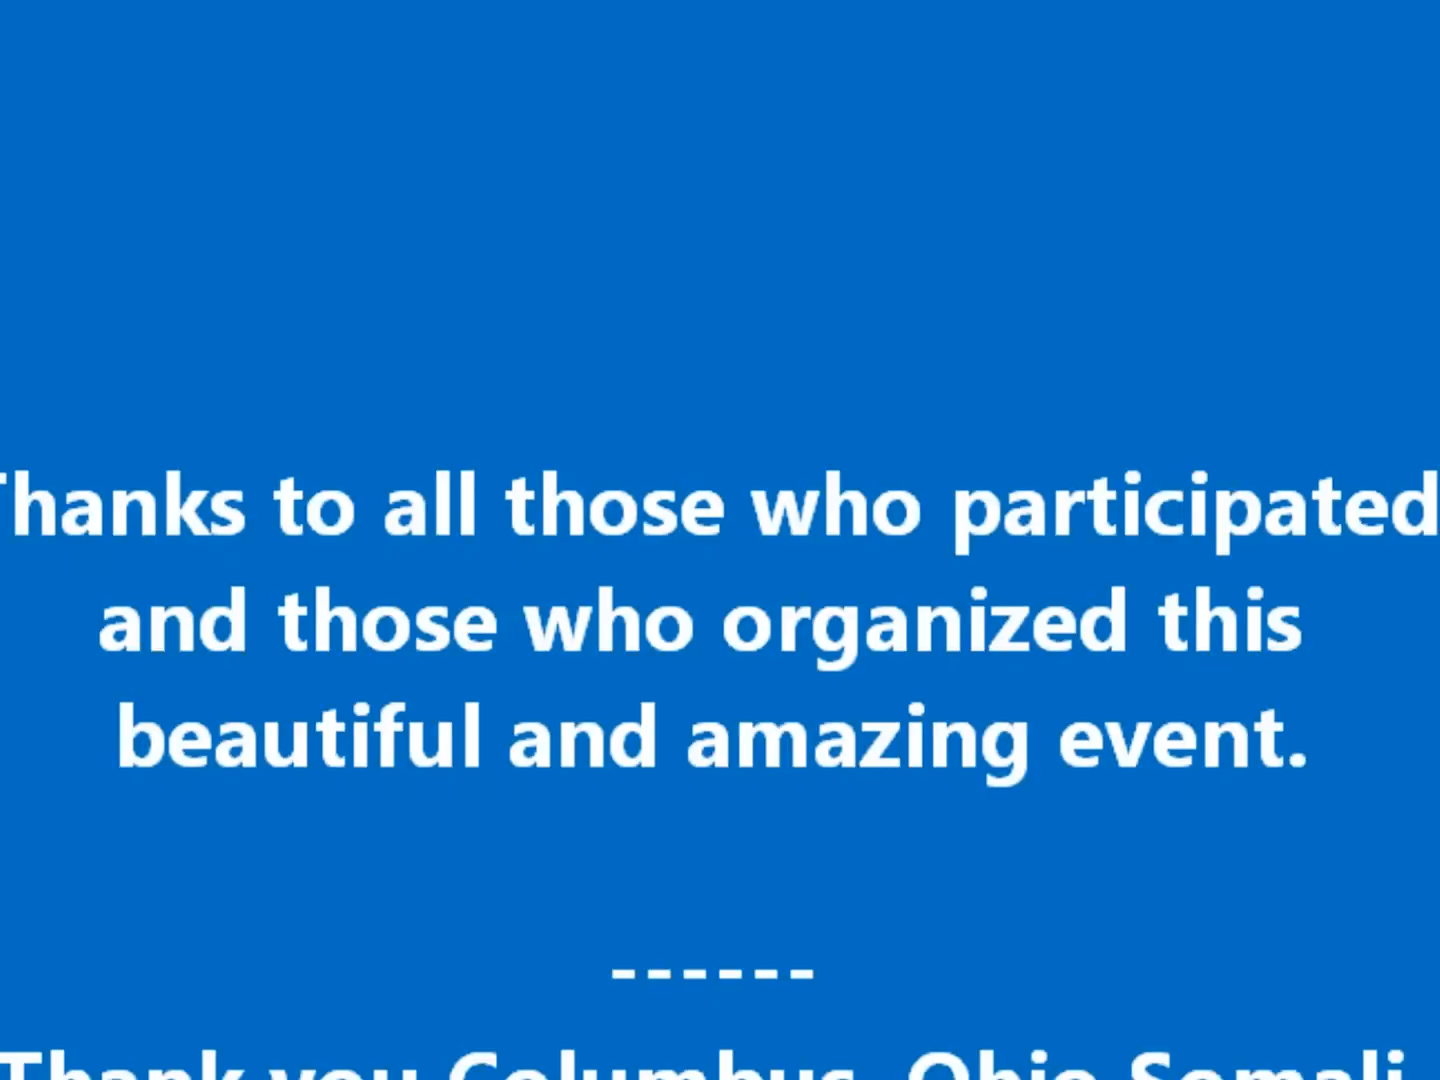 Thanks to all those who participated
and those who organized this
beautiful and amazing event.
------
Thank you Columbus, Ohio Somali